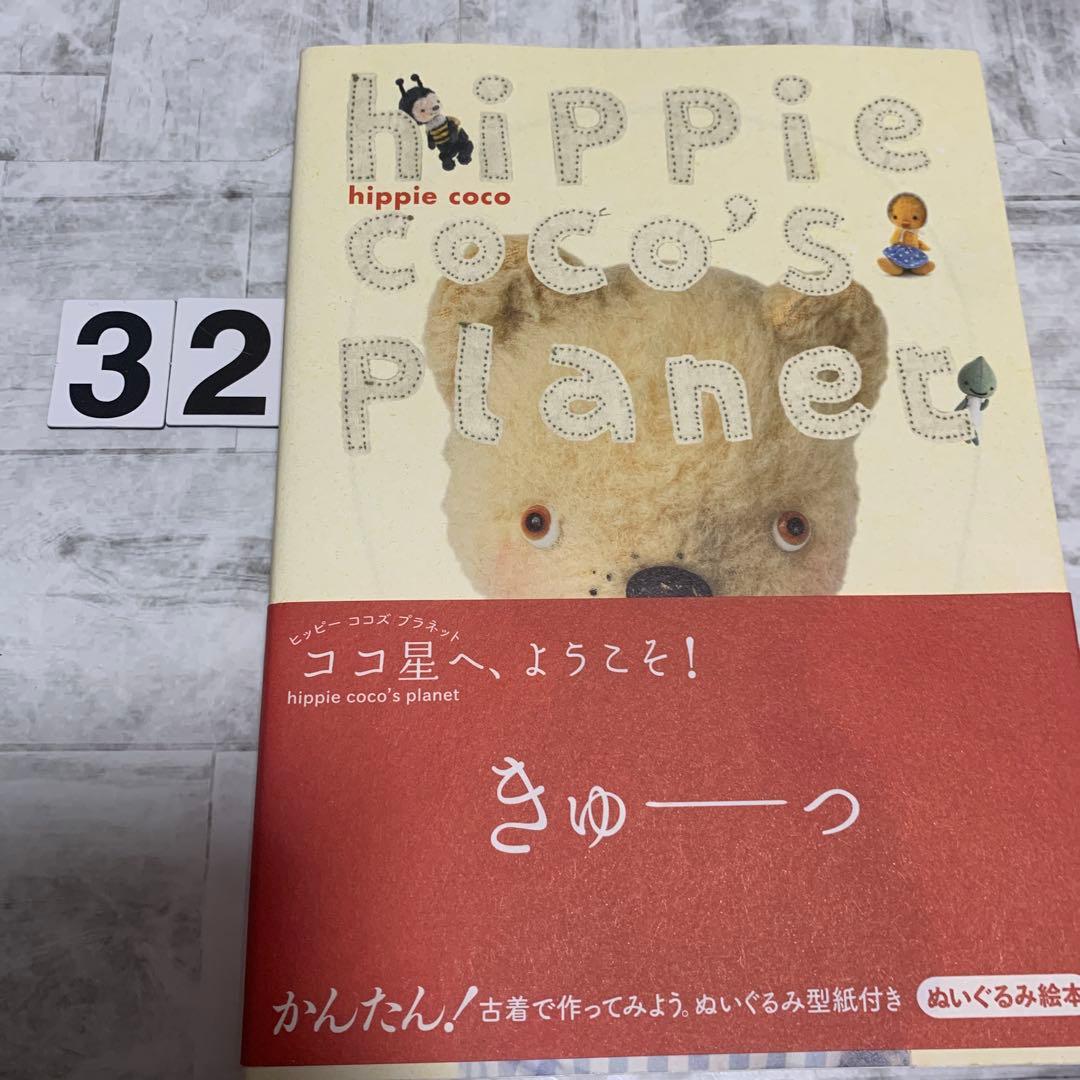 hippie
hippie coco
coco's
planet
32
ヒッピー ココズ プラネット
ココ星へ、ようこそ!
hippie coco's planet
きゅーっ
かんたん! 古着で作ってみよう。ぬいぐるみ型紙付き ぬいぐるみ絵本